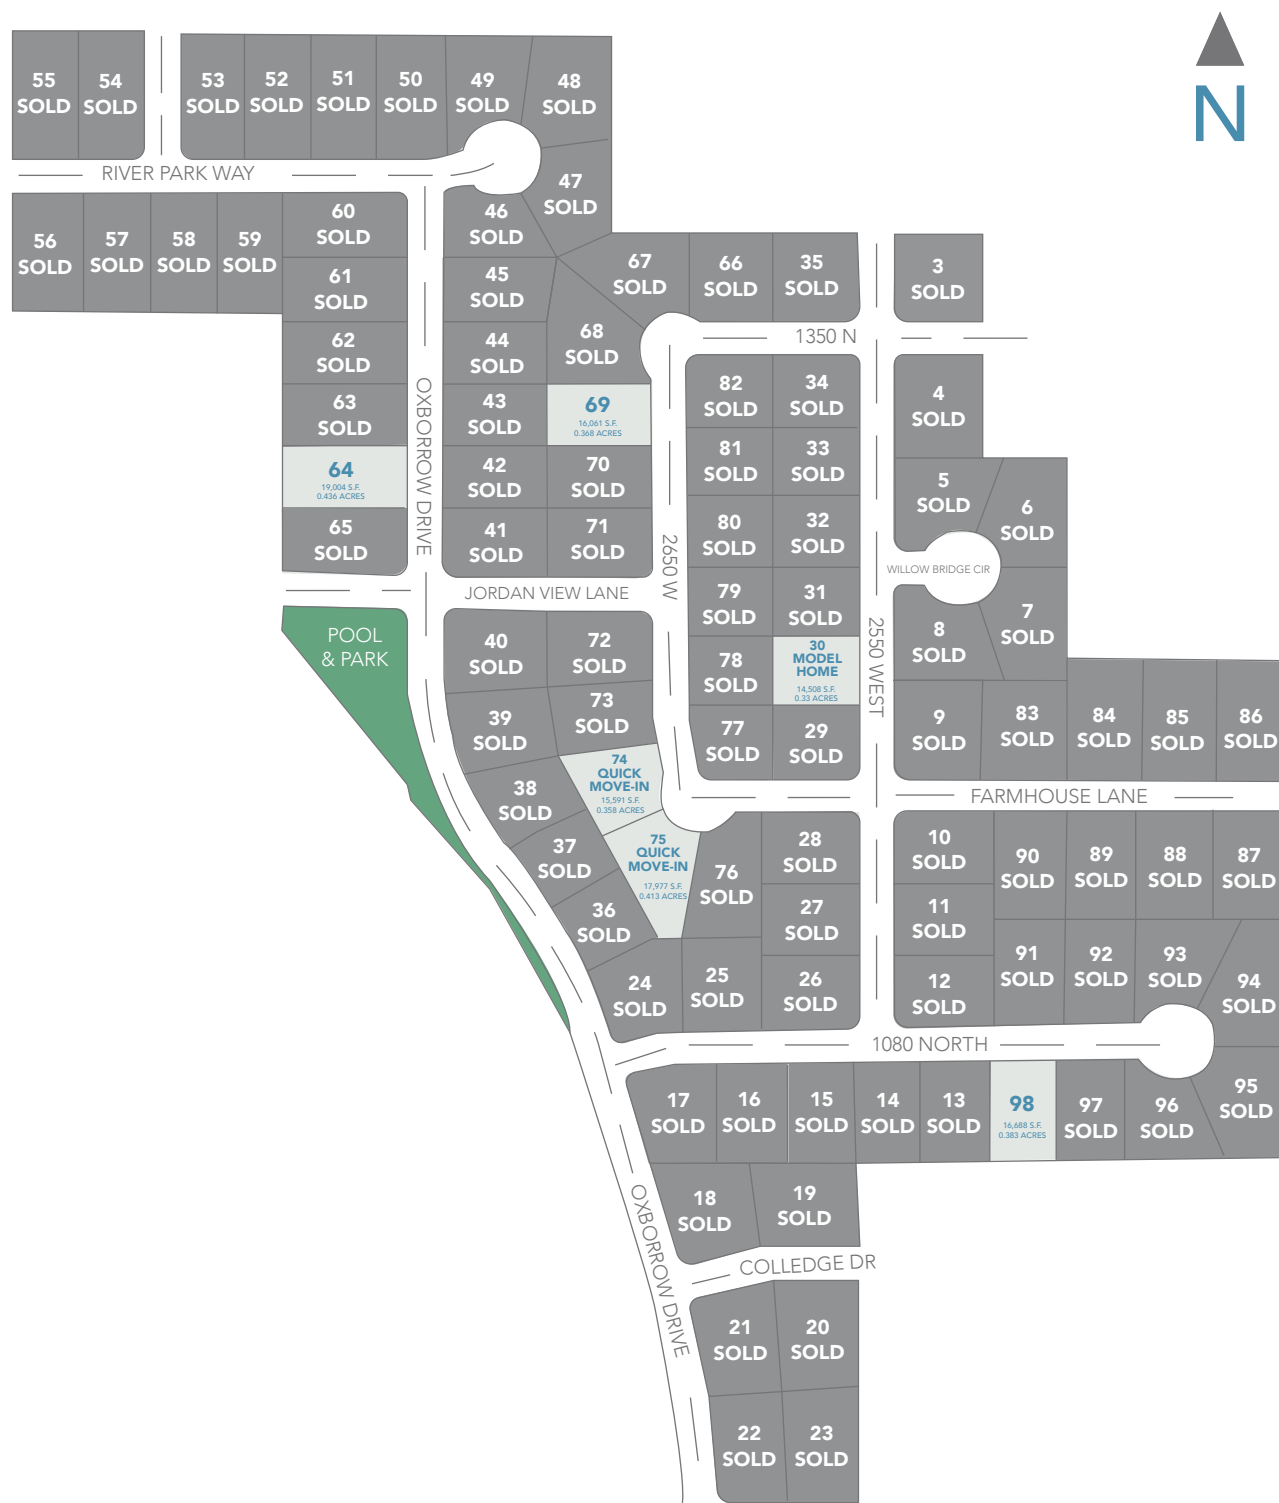 N
55
SOLD
54
SOLD
53
SOLD
52
SOLD
51
SOLD
50
SOLD
49
SOLD
48
SOLD
RIVER PARK WAY
47
SOLD
56
SOLD
57
SOLD
58
SOLD
59
SOLD
60
SOLD
46
SOLD
61
SOLD
45
SOLD
67
SOLD
66
SOLD
35
SOLD
3
SOLD
62
SOLD
44
SOLD
68
SOLD
1350 N
63
SOLD
OXBORROW DRIVE
43
SOLD
69
16,061 S.F.
0.368 ACRES
82
SOLD
34
SOLD
4
SOLD
64
19,004 S.F.
0.436 ACRES
42
SOLD
70
SOLD
81
SOLD
33
SOLD
5
SOLD
6
SOLD
65
SOLD
41
SOLD
71
SOLD
2650 W
80
SOLD
32
SOLD
WILLOW BRIDGE CIR
JORDAN VIEW LANE
79
SOLD
31
SOLD
7
SOLD
POOL
& PARK
40
SOLD
72
SOLD
78
SOLD
30
MODEL
HOME
14,508 S.F.
0.33 ACRES
2550 WEST
8
SOLD
39
SOLD
73
SOLD
77
SOLD
29
SOLD
9
SOLD
83
SOLD
84
SOLD
85
SOLD
86
SOLD
38
SOLD
74
QUICK
MOVE-IN
15,591 S.F.
0.358 ACRES
FARMHOUSE LANE
37
SOLD
75
QUICK
MOVE-IN
17,977 S.F.
0.413 ACRES
76
SOLD
28
SOLD
10
SOLD
90
SOLD
89
SOLD
88
SOLD
87
SOLD
36
SOLD
27
SOLD
11
SOLD
24
SOLD
25
SOLD
26
SOLD
12
SOLD
91
SOLD
92
SOLD
93
SOLD
94
SOLD
1080 NORTH
17
SOLD
16
SOLD
15
SOLD
14
SOLD
13
SOLD
98
16,688 S.F.
0.383 ACRES
97
SOLD
96
SOLD
95
SOLD
18
SOLD
19
SOLD
OXBORROW DRIVE
COLLEDGE DR
21
SOLD
20
SOLD
22
SOLD
23
SOLD